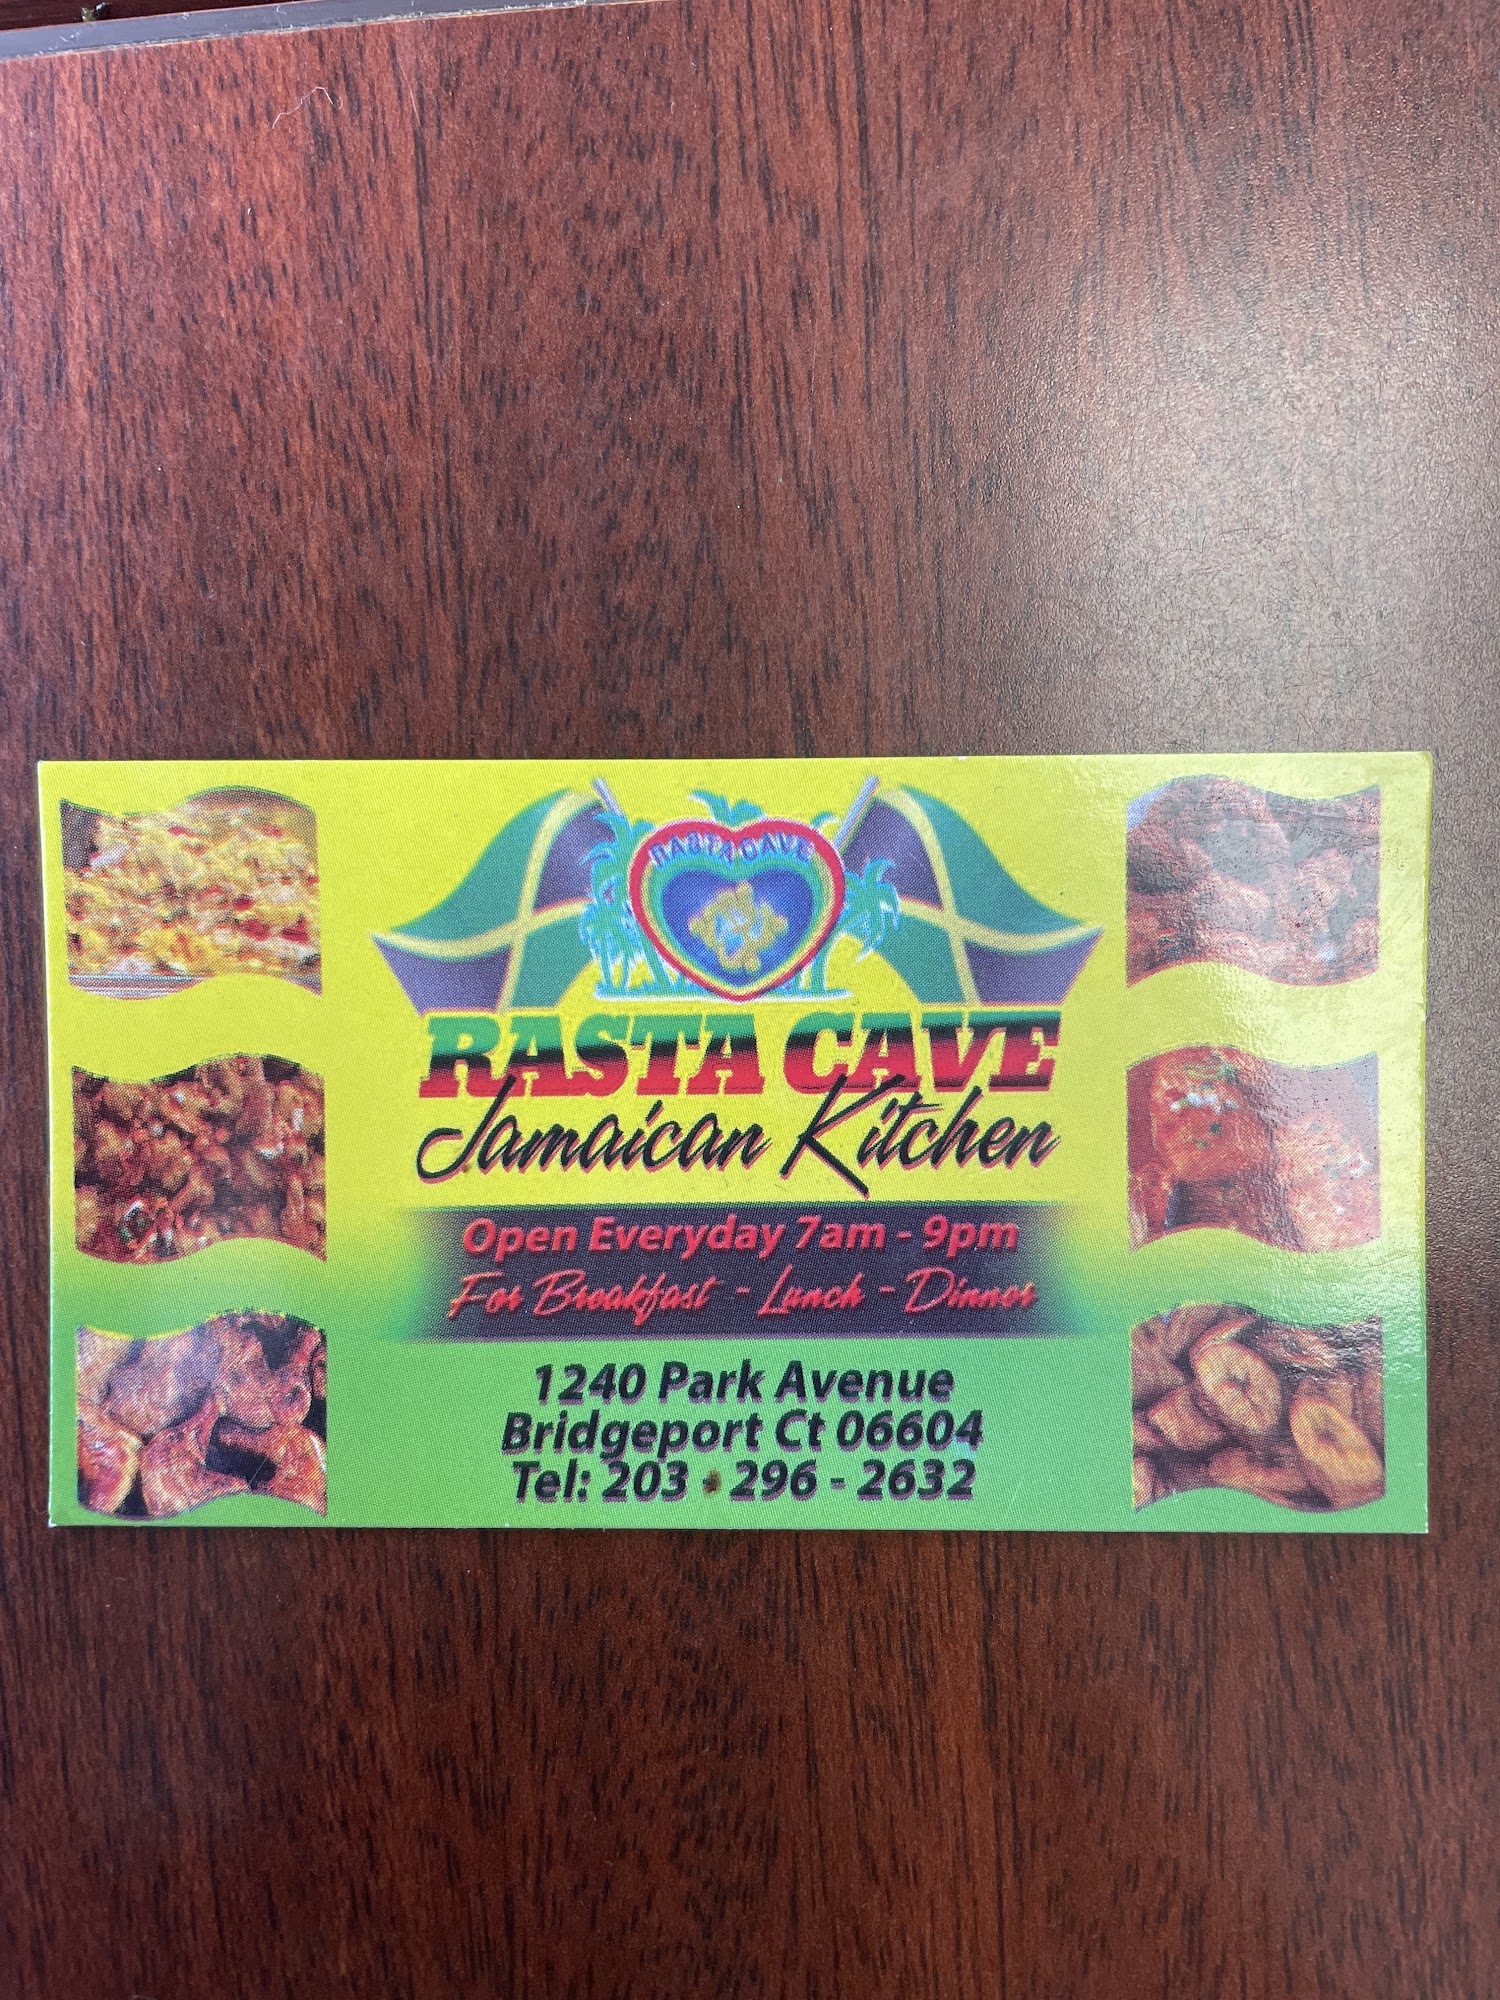 RASTA CAVE
RASTA CAVE
Jamaican Kitchen
Open Everyday 7am - 9pm
For Breakfast - Lunch - Dinner
1240 Park Avenue
Bridgeport Ct 06604
Tel: 203 - 296 - 2632